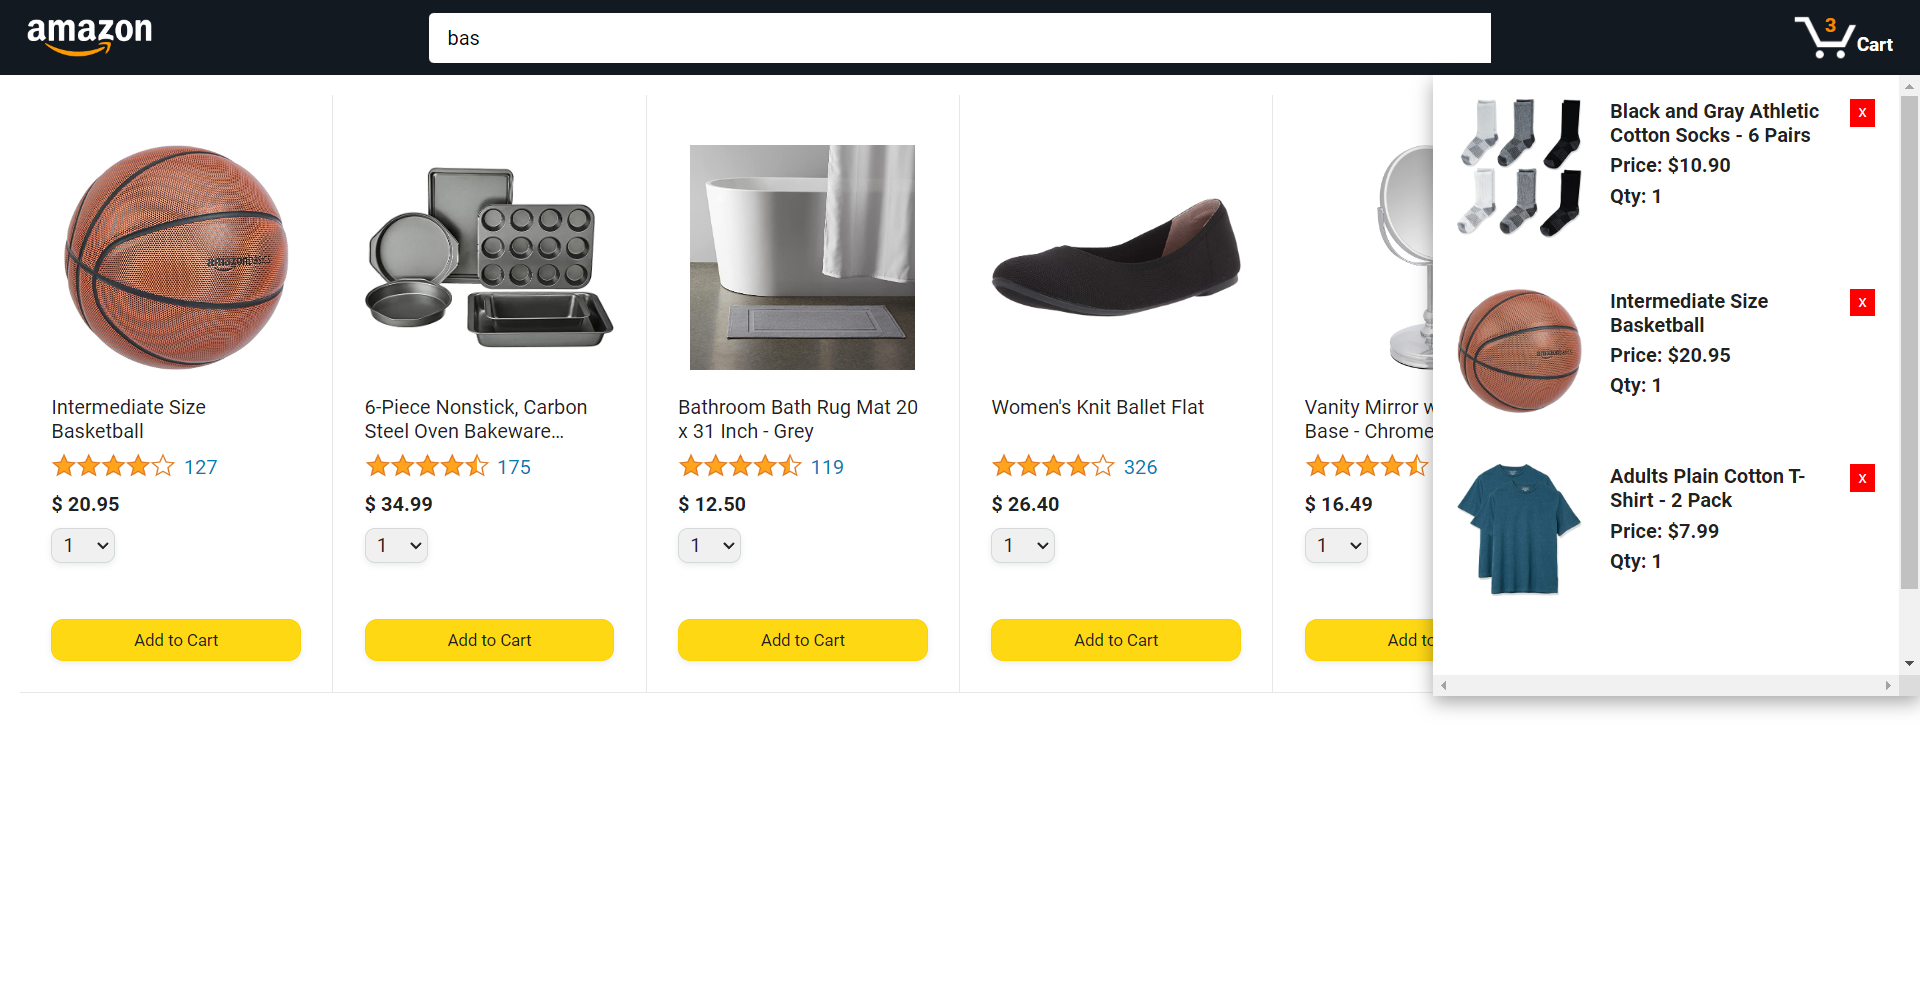 amazon
bas
3
Cart
Intermediate Size
Basketball
127
$ 20.95
1
Add to Cart
6-Piece Nonstick, Carbon
Steel Oven Bakeware...
175
$ 34.99
1
Add to Cart
Bathroom Bath Rug Mat 20
x 31 Inch - Grey
119
$ 12.50
1
Add to Cart
Women's Knit Ballet Flat
326
$ 26.40
1
Add to Cart
Vanity Mirror
Base - Chrome
$ 16.49
1
Add
Black and Gray Athletic
Cotton Socks - 6 Pairs
Price: $10.90
Qty: 1
x
Intermediate Size
Basketball
Price: $20.95
Qty: 1
x
Adults Plain Cotton T-
Shirt - 2 Pack
Price: $7.99
Qty: 1
x